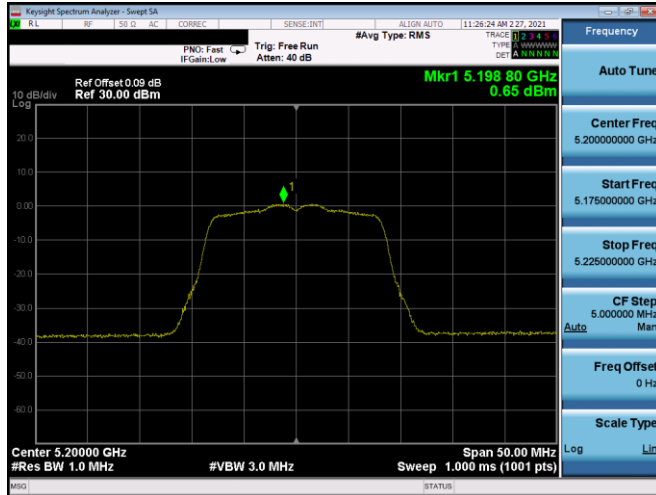 Keysight Spectrum Analyzer - Swept SA
RL RF 50 Ω AC CORREC SENSE:INT ALIGN AUTO 11:26:24 AM 2 27, 2021
#Avg Type: RMS
TRACE 1 2 3 4 5 6
TYPE A WWWWW
DET A N N N N N
PNO: Fast
IFGain:Low
Trig: Free Run
Atten: 40 dB
Mkr1 5.198 80 GHz
0.65 dBm
Ref Offset 0.09 dB
10 dB/div Ref 30.00 dBm
Log
20.0
10.0
0.00
-10.0
-20.0
-30.0
-40.0
-50.0
-60.0
1
Center 5.20000 GHz
Span 50.00 MHz
#Res BW 1.0 MHz
#VBW 3.0 MHz
Sweep 1.000 ms (1001 pts)
MSG
STATUS
Frequency
Auto Tune
Center Freq
5.200000000 GHz
Start Freq
5.175000000 GHz
Stop Freq
5.225000000 GHz
CF Step
5.000000 MHz
Auto Man
Freq Offset
0 Hz
Scale Type
Log Lin